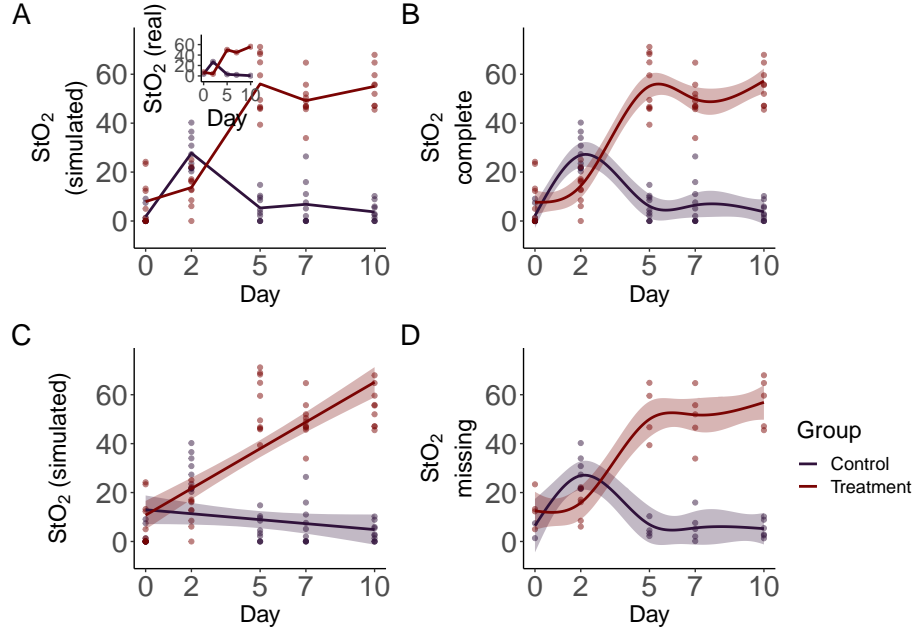 A
StO₂
(simulated)
60
40
20
0
0 2 5 7 10
Day
StO₂ (real)
60
40
20
0
0 5 10
Day
B
StO₂
complete
60
40
20
0
0 2 5 7 10
Day
C
StO₂ (simulated)
60
40
20
0
0 2 5 7 10
Day
D
StO₂
missing
60
40
20
0
0 2 5 7 10
Day
Group
Control
Treatment